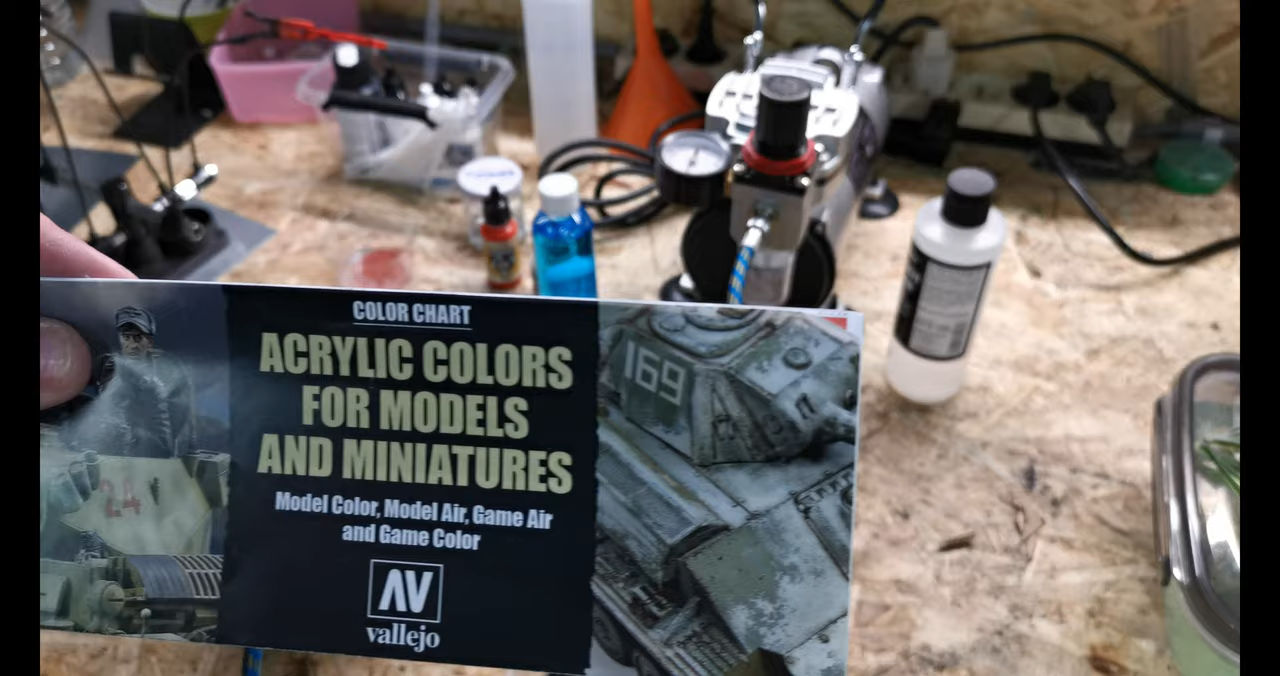 COLOR CHART
ACRYLIC COLORS
FOR MODELS
AND MINIATURES
Model Color, Model Air, Game Air
and Game Color
AV
vallejo
24
169